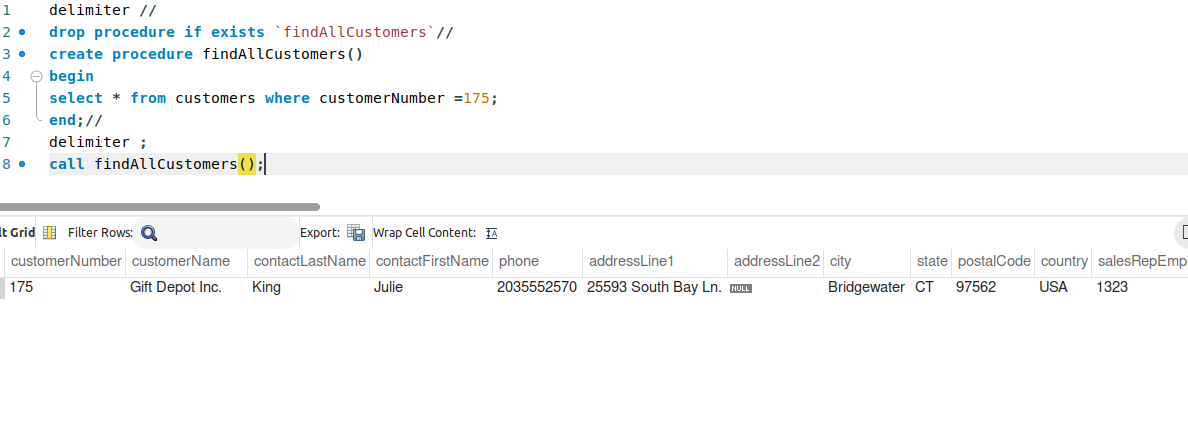 1 delimiter //
2 drop procedure if exists `findAllCustomers`//
3 create procedure findAllCustomers()
4 begin
5 select * from customers where customerNumber =175;
6 end;//
7 delimiter ;
8 call findAllCustomers();
lt Grid Filter Rows: Export: Wrap Cell Content: IA
customerNumber customerName contactLastName contactFirstName phone addressLine1 addressLine2 city state postalCode country salesRepEmp
175 Gift Depot Inc. King Julie 2035552570 25593 South Bay Ln. NULL Bridgewater CT 97562 USA 1323